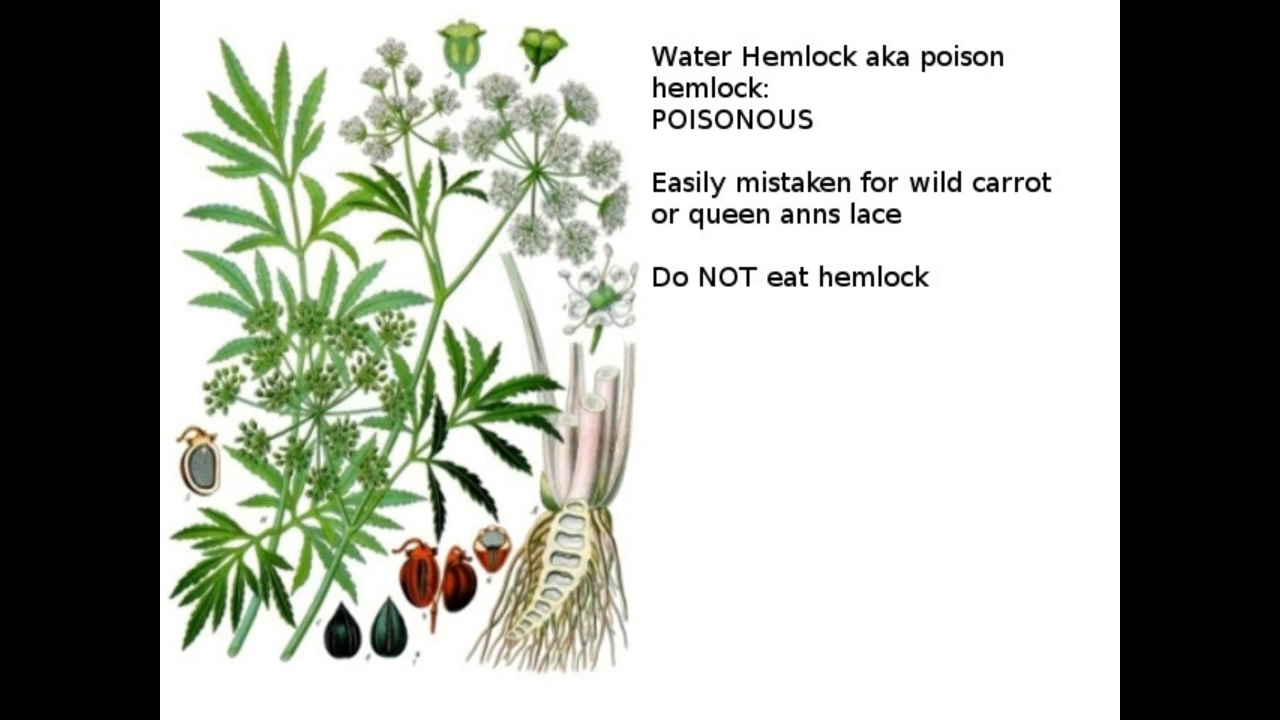 Water Hemlock aka poison
hemlock:
POISONOUS
Easily mistaken for wild carrot
or queen anns lace
Do NOT eat hemlock